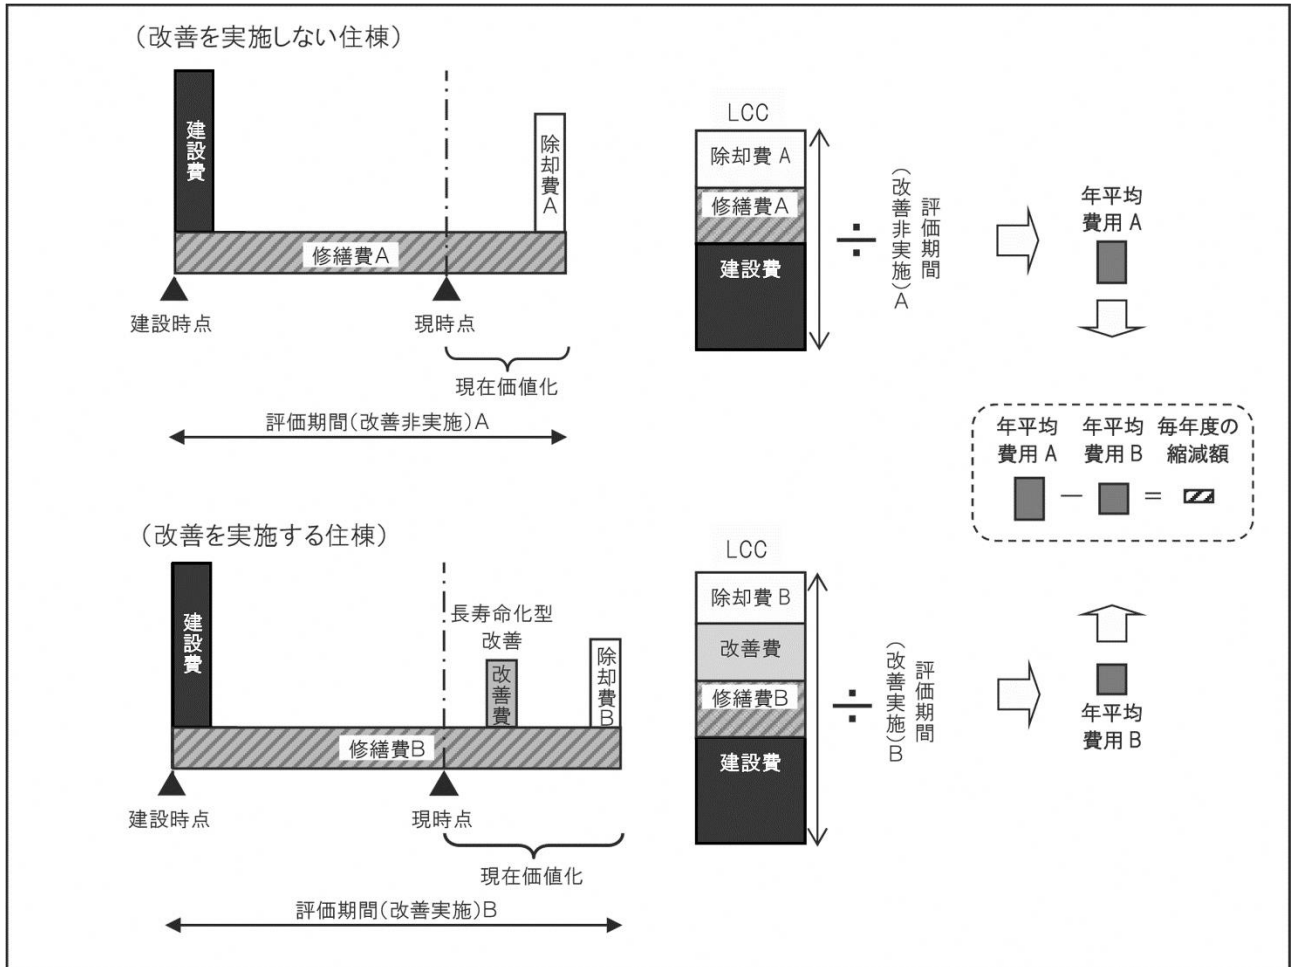 （改善を実施しない住棟）
建設費
除却費A
修繕費A
建設時点
現時点
現在価値化
評価期間(改善非実施)A
LCC
除却費 A
修繕費A
建設費
÷
評価期間
(改善非実施)A
年平均
費用 A
年平均 年平均 毎年度の
費用 A 費用 B 縮減額
－ ＝
（改善を実施する住棟）
建設費
長寿命化型
改善
改善費
除却費B
修繕費B
建設時点
現時点
現在価値化
評価期間(改善実施)B
LCC
除却費 B
改善費
修繕費B
建設費
÷
評価期間
(改善実施)B
年平均
費用 B